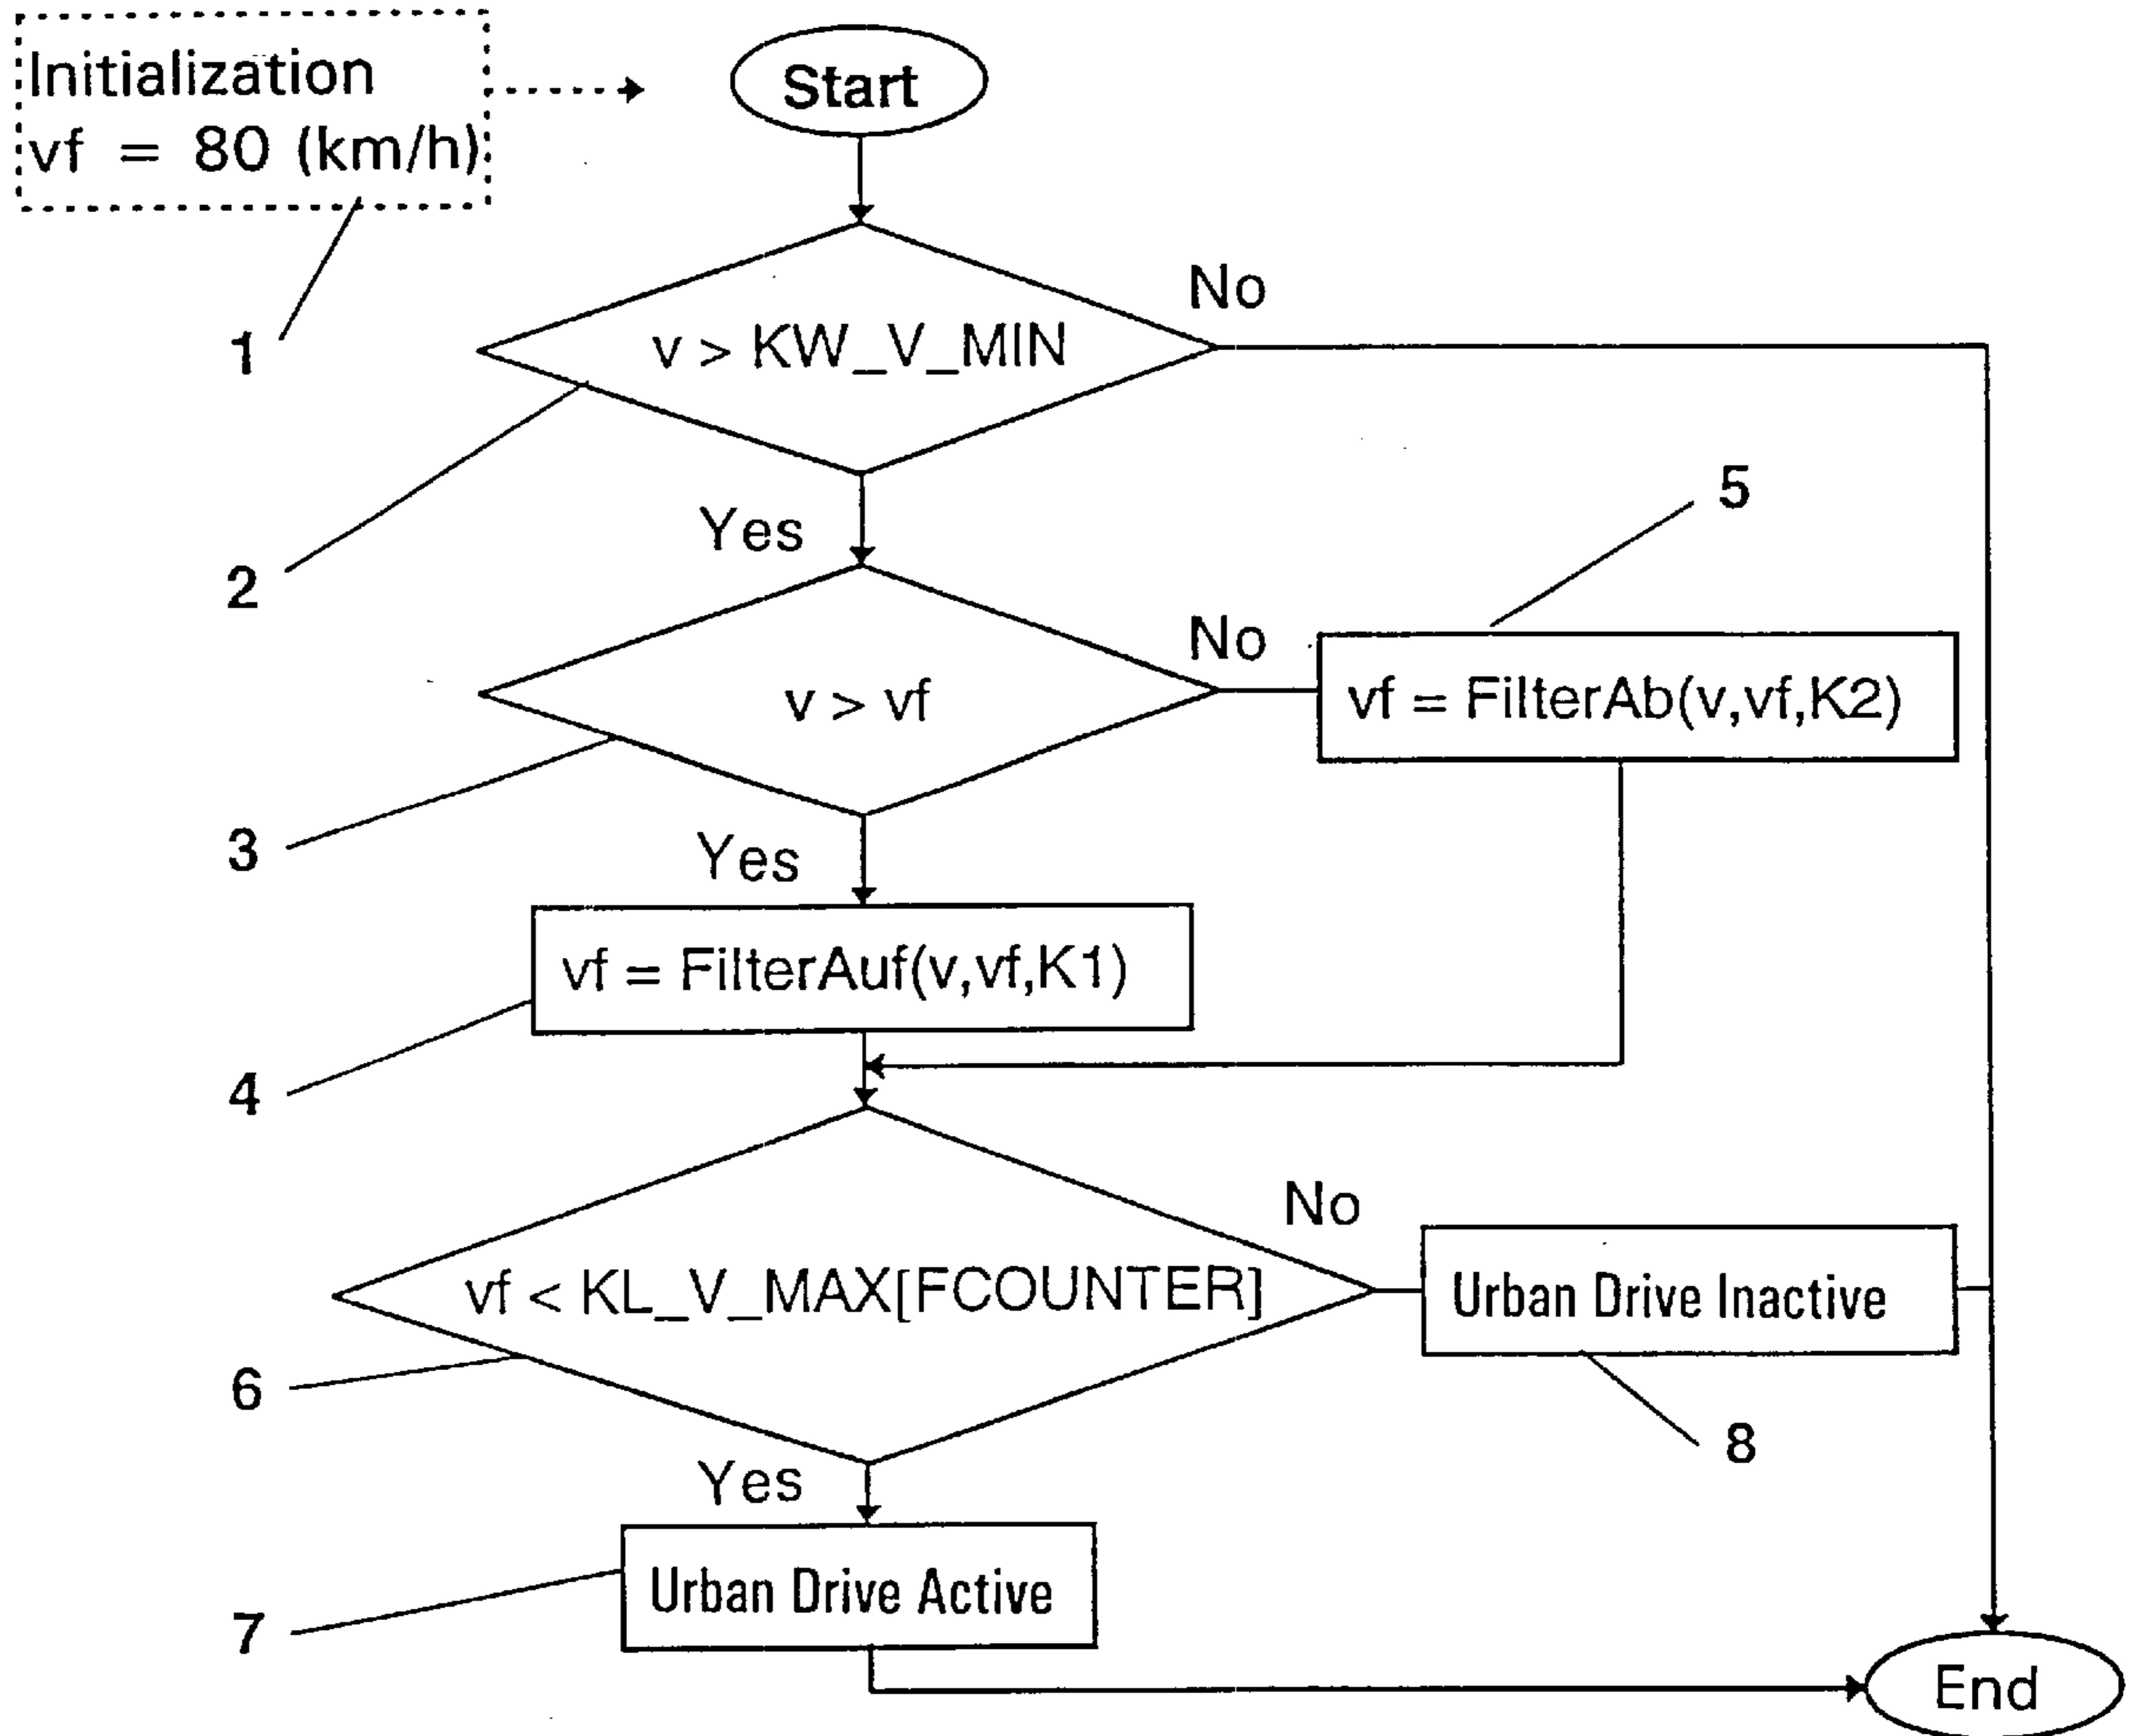 Initialization
vf = 80 (km/h)
Start
1
v > KW_V_MIN
No
2
Yes
v > vf
No
5
vf = FilterAb(v,vf,K2)
3
Yes
vf = FilterAuf(v,vf,K1)
4
vf < KL_V_MAX[FCOUNTER]
No
Urban Drive Inactive
6
8
Yes
Urban Drive Active
7
End